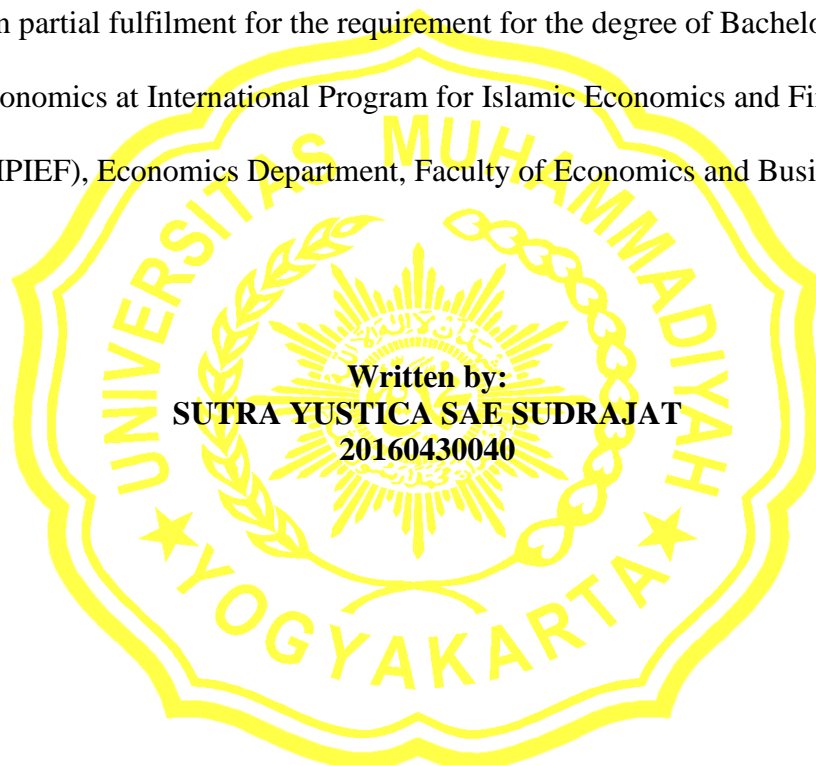 n partial fulfilment for the requirement for the degree of Bachelo
onomics at International Program for Islamic Economics and Fi
IPIEF), Economics Department, Faculty of Economics and Busi
UNIVERSITAS MUHAMMADIYAH
Written by:
SUTRA YUSTICA SAE SUDRAJAT
20160430040
★ YOGYAKARTA ★